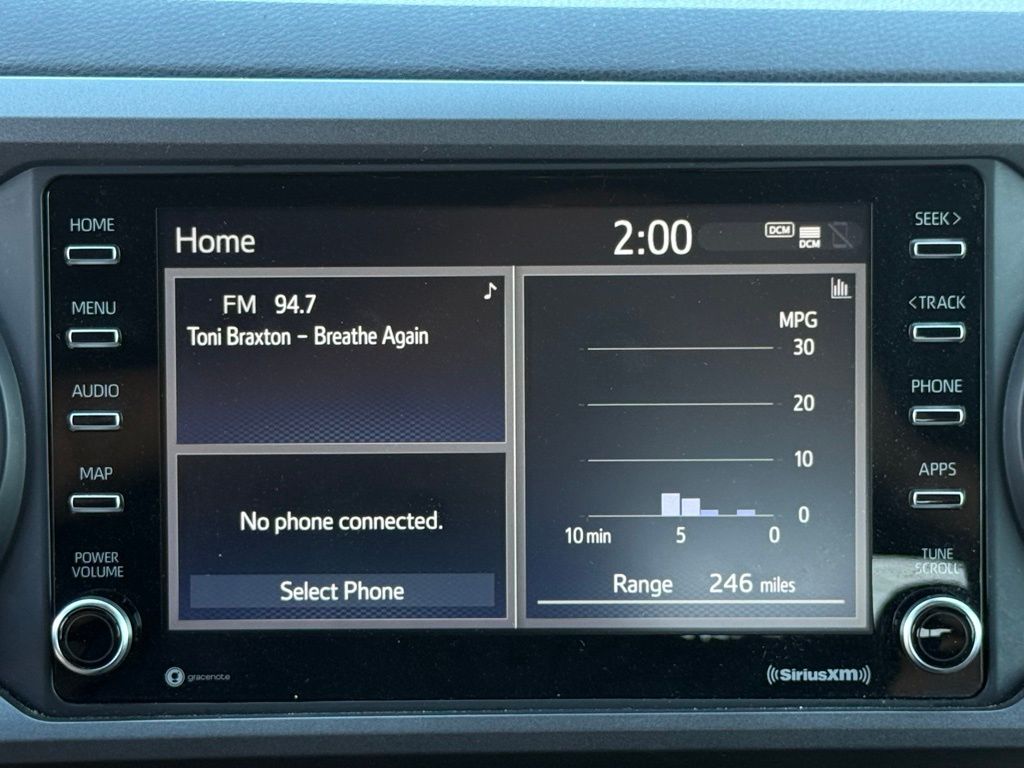 HOME
MENU
AUDIO
MAP
POWER
VOLUME
Home
2:00
DCM
DCM
FM 94.7
Toni Braxton – Breathe Again
No phone connected.
Select Phone
MPG
30
20
10
0
10 min 5 0
Range 246 miles
SEEK >
< TRACK
PHONE
APPS
TUNE
SCROLL
gracenote
SiriusXM